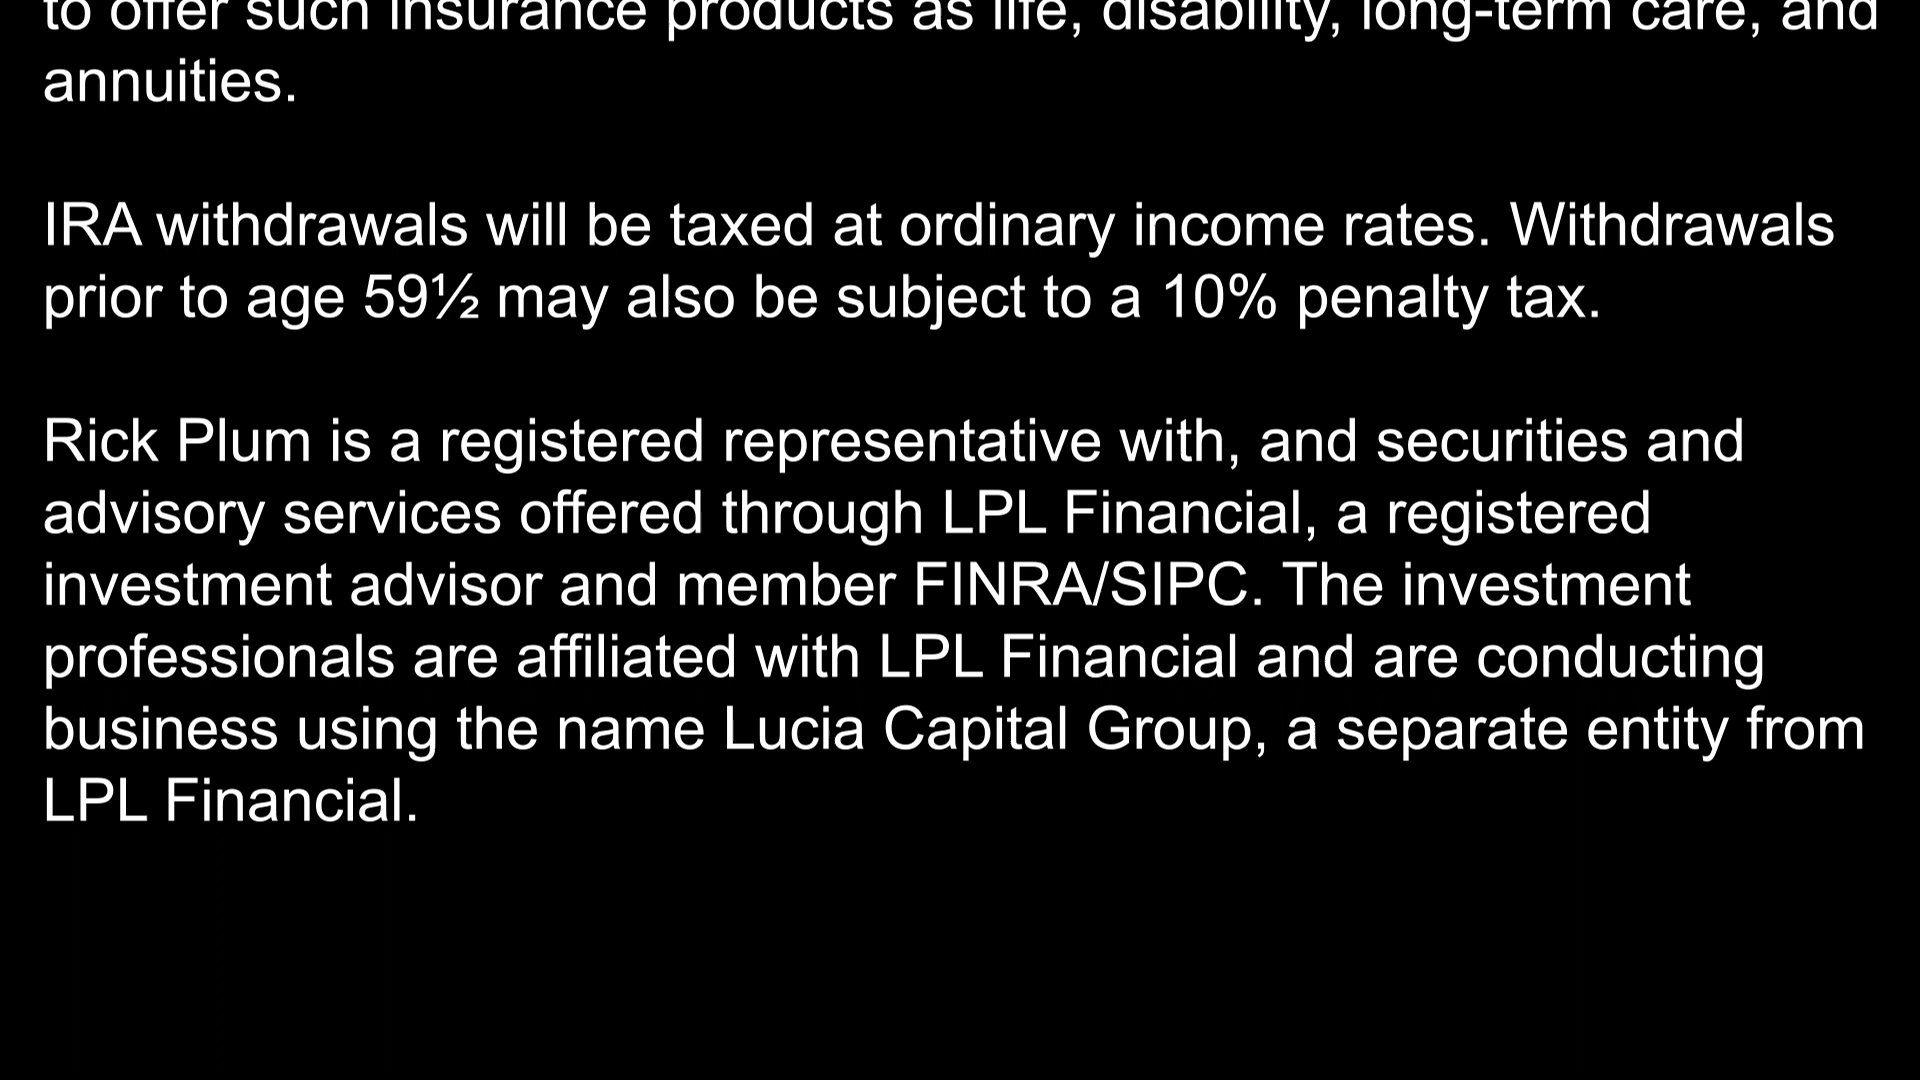 to offer such insurance products as life, disability, long-term care, and
annuities.
IRA withdrawals will be taxed at ordinary income rates. Withdrawals
prior to age 59½ may also be subject to a 10% penalty tax.
Rick Plum is a registered representative with, and securities and
advisory services offered through LPL Financial, a registered
investment advisor and member FINRA/SIPC. The investment
professionals are affiliated with LPL Financial and are conducting
business using the name Lucia Capital Group, a separate entity from
LPL Financial.